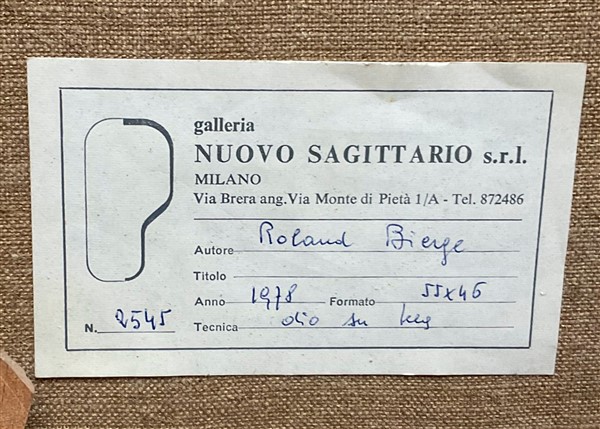 galleria
NUOVO SAGITTARIO s.r.l.
MILANO
Via Brera ang.Via Monte di Pietà 1/A - Tel. 872486
Autore Roland Bierge
Titolo
Anno 1978 Formato 55x46
N. 2545 Tecnica olio su